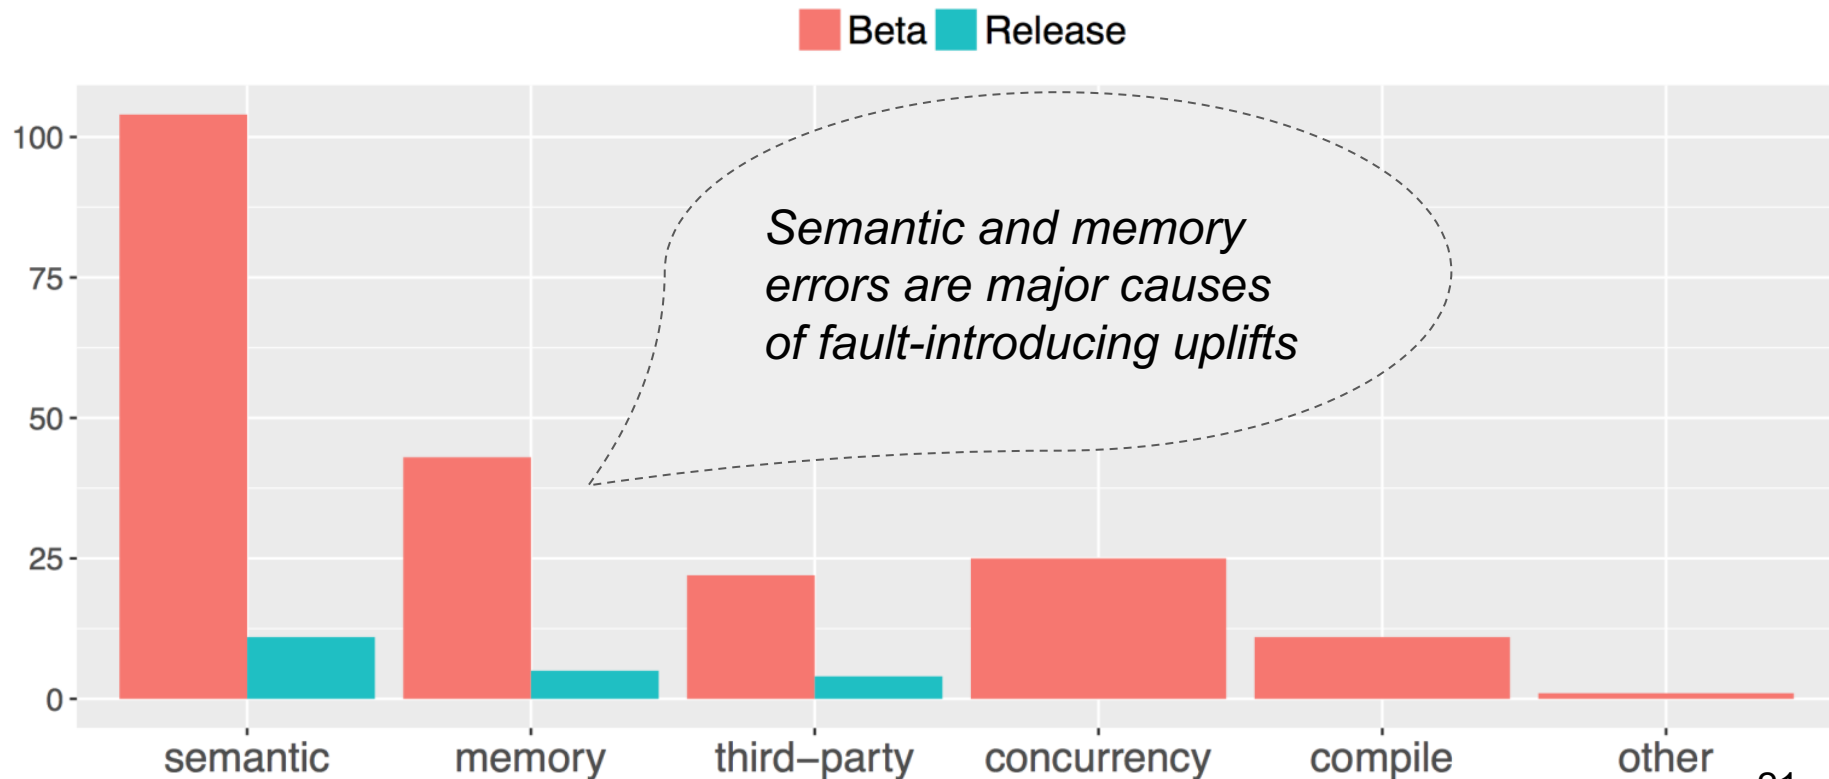 Beta Release
100
75
50
25
0
Semantic and memory
errors are major causes
of fault-introducing uplifts
semantic memory third–party concurrency compile other